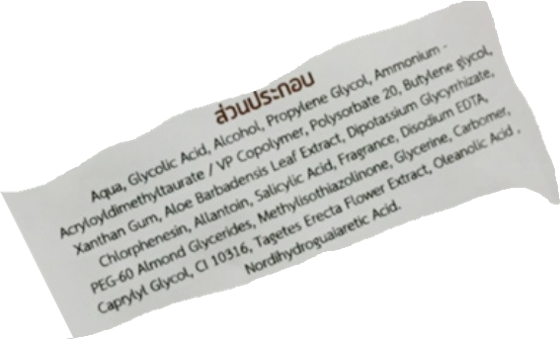 ส่วนประกอบ
Aqua, Glycolic Acid, Alcohol, Propylene Glycol, Ammonium -
Acryloyldimethyltaurate / VP Copolymer, Polysorbate 20, Butylene glycol,
Xanthan Gum, Aloe Barbadensis Leaf Extract, Dipotassium Glycyrrhizate,
Chlorphenesin, Allantoin, Salicylic Acid, Fragrance, Disodium EDTA,
PEG-60 Almond Glycerides, Methylisothiazolinone, Glycerine, Carbomer,
Caprylyl Glycol, CI 10316, Tagetes Erecta Flower Extract, Oleanolic Acid ,
Nordihydrogualaretic Acid.